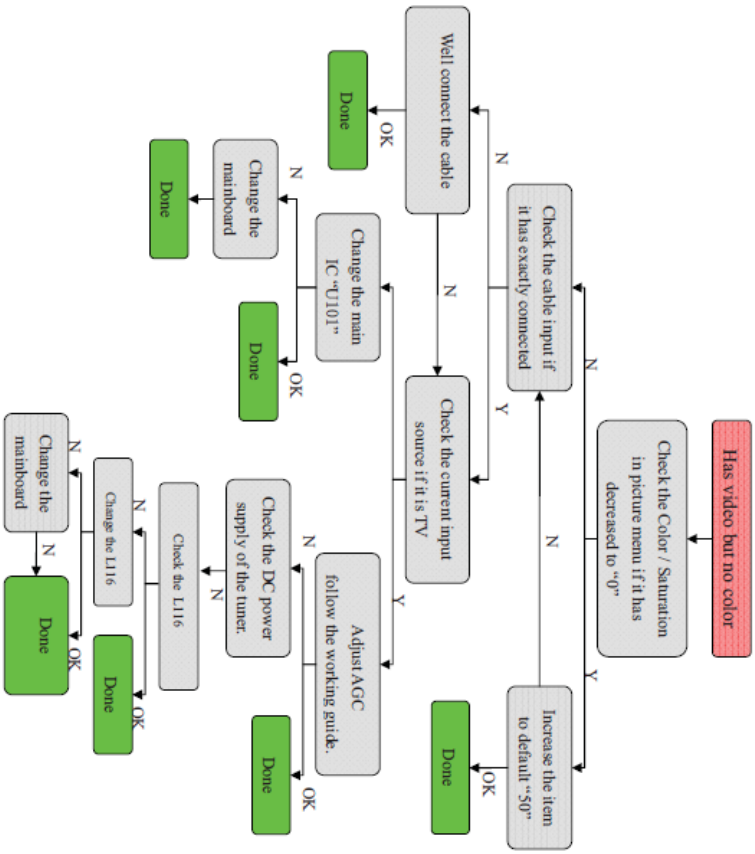 Has video but no color
Check the Color / Saturation
in picture menu if it has
decreased to “0”
N
Y
Check the cable input if
it has exactly connected
N
Increase the item
to default “50”
N
Y
OK
Well connect the cable
N
Check the current input
source if it is TV
Done
OK
Done
Y
Change the main
IC “U101”
Adjust AGC
follow the working guide.
N
OK
N
OK
Change the
mainboard
Done
Check the DC power
supply of the tuner.
Done
Done
N
Check the L116
N
OK
Change the L116
Done
N
OK
Change the
mainboard
N
Done